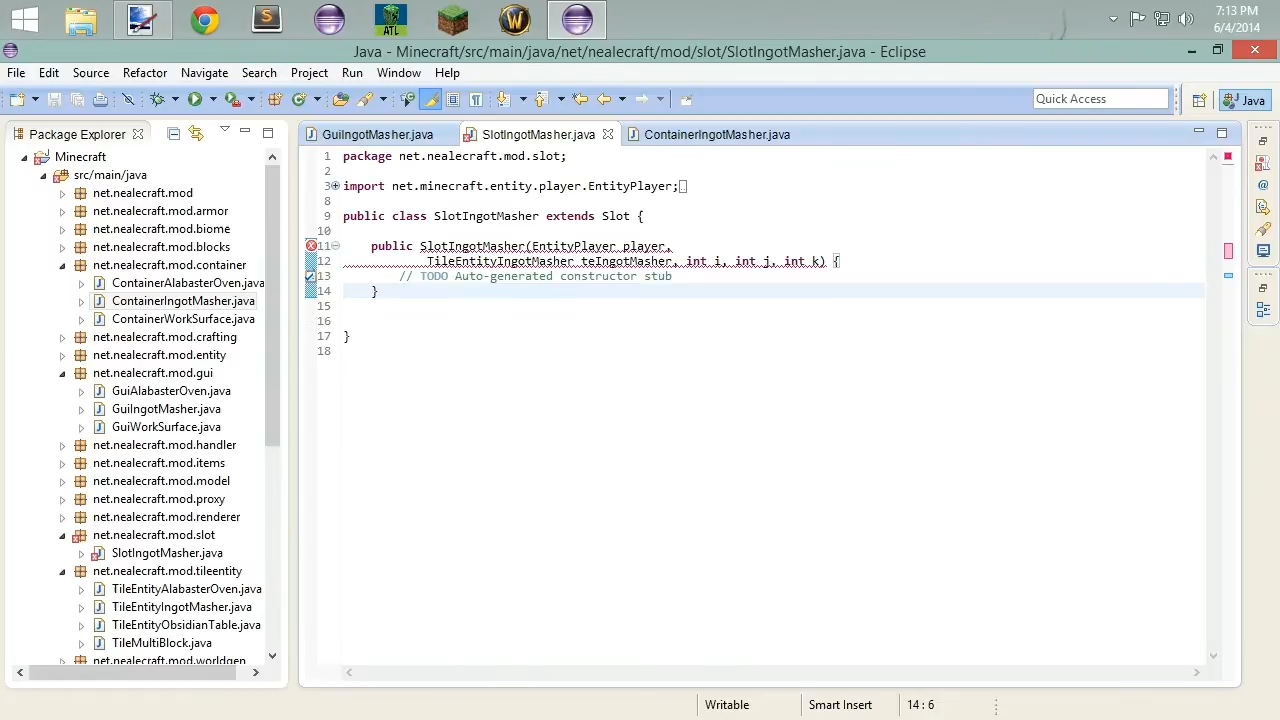 7:13 PM
6/4/2014
S
ATL
W
Java - Minecraft/src/main/java/net/nealecraft/mod/slot/SlotIngotMasher.java - Eclipse
File Edit Source Refactor Navigate Search Project Run Window Help
Quick Access
Java
Package Explorer
GuiIngotMasher.java SlotIngotMasher.java ContainerIngotMasher.java
Minecraft
src/main/java
net.nealecraft.mod
net.nealecraft.mod.armor
net.nealecraft.mod.biome
net.nealecraft.mod.blocks
net.nealecraft.mod.container
ContainerAlabasterOven.java
ContainerIngotMasher.java
ContainerWorkSurface.java
net.nealecraft.mod.crafting
net.nealecraft.mod.entity
net.nealecraft.mod.gui
GuiAlabasterOven.java
GuiIngotMasher.java
GuiWorkSurface.java
net.nealecraft.mod.handler
net.nealecraft.mod.items
net.nealecraft.mod.model
net.nealecraft.mod.proxy
net.nealecraft.mod.renderer
net.nealecraft.mod.slot
SlotIngotMasher.java
net.nealecraft.mod.tileentity
TileEntityAlabasterOven.java
TileEntityIngotMasher.java
TileEntityObsidianTable.java
TileMultiBlock.java
net.nealecraft.mod.worldgen
1 package net.nealecraft.mod.slot;
2
3 import net.minecraft.entity.player.EntityPlayer;
8
9 public class SlotIngotMasher extends Slot {
10
11 public SlotIngotMasher(EntityPlayer player,
12 TileEntityIngotMasher teIngotMasher, int i, int j, int k) {
13 // TODO Auto-generated constructor stub
14 }
15
16
17 }
18
Writable Smart Insert 14 : 6